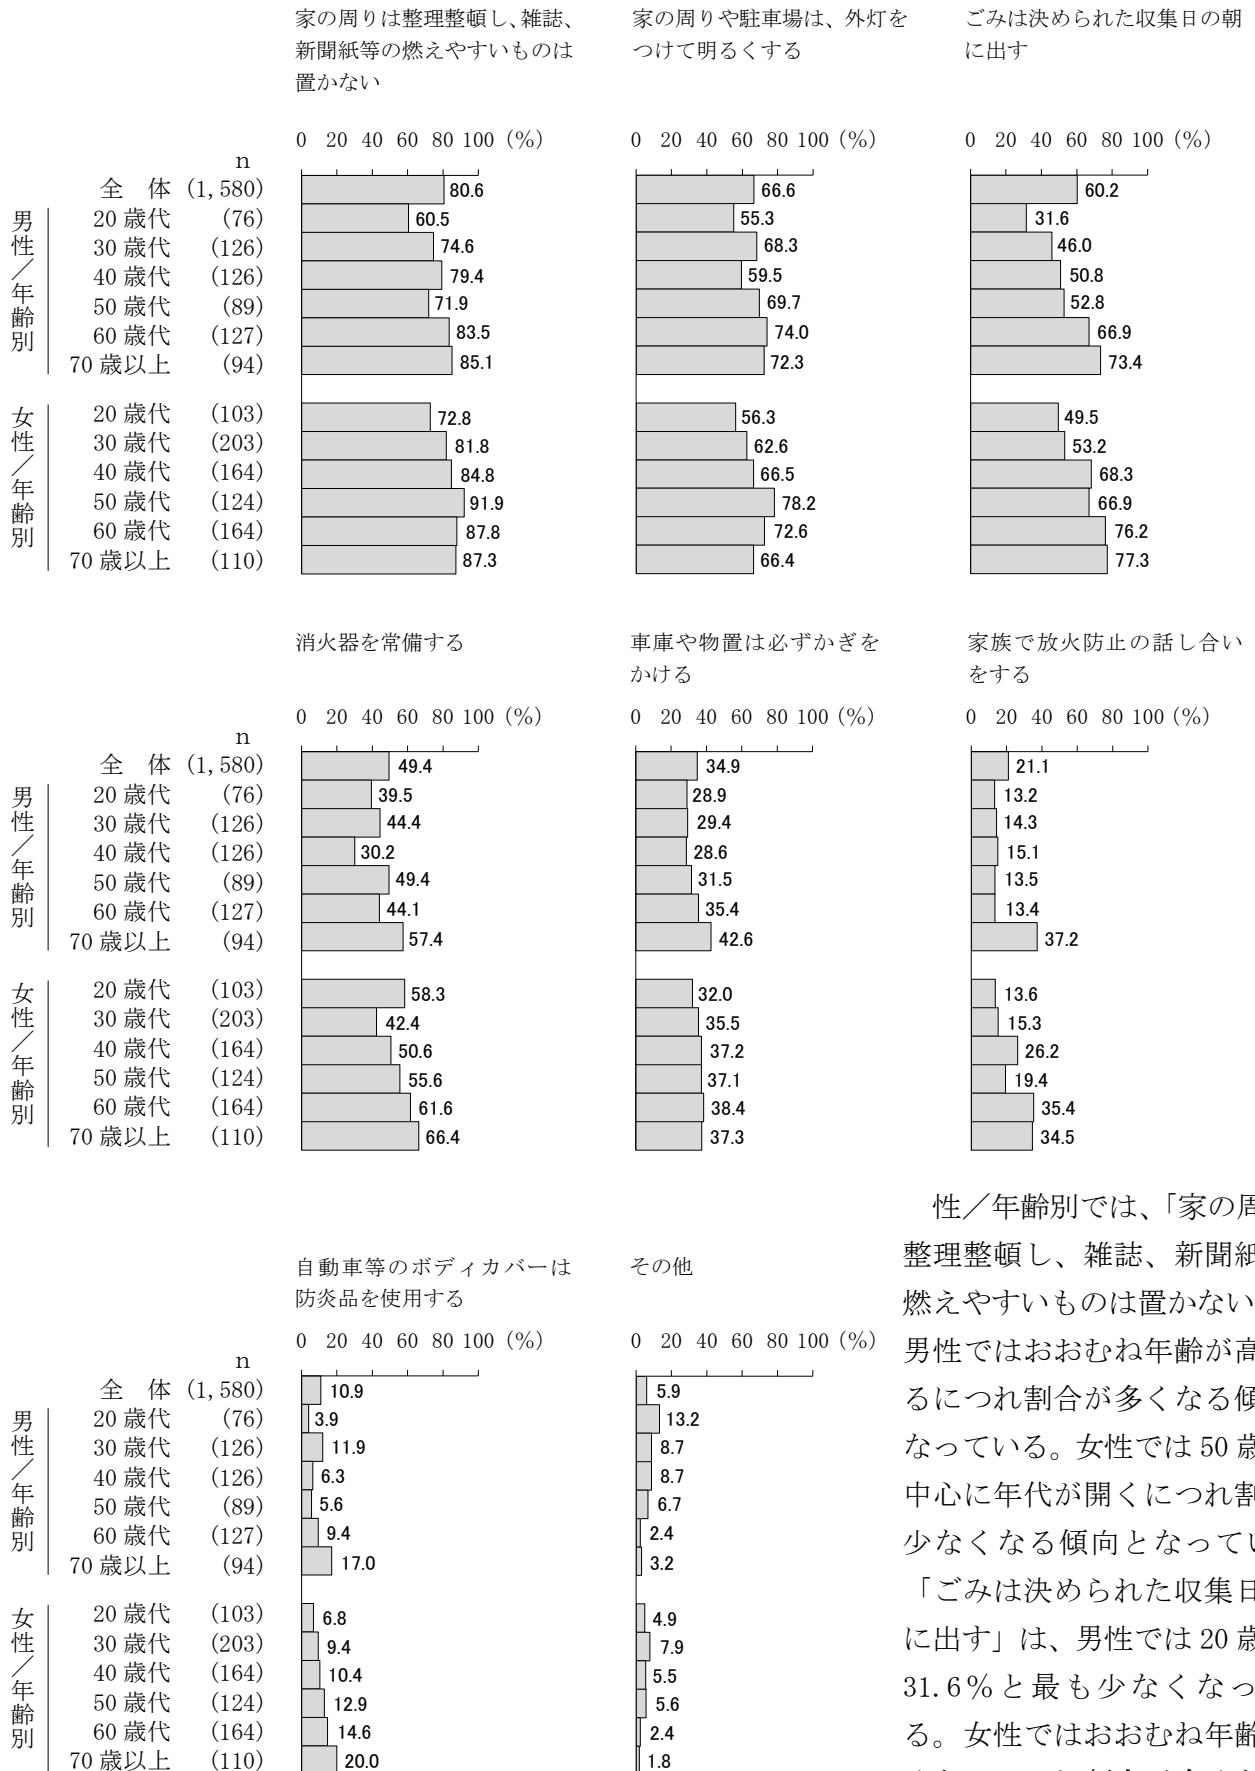 家の周りは整理整頓し、雑誌、
新聞紙等の燃えやすいものは
置かない
家の周りや駐車場は、外灯を
つけて明るくする
ごみは決められた収集日の朝
に出す
0 20 40 60 80 100 (%)
0 20 40 60 80 100 (%)
0 20 40 60 80 100 (%)
n
全 体 (1,580) 80.6 66.6 60.2
男性／年齢別
20 歳代 (76) 60.5 55.3 31.6
30 歳代 (126) 74.6 68.3 46.0
40 歳代 (126) 79.4 59.5 50.8
50 歳代 (89) 71.9 69.7 52.8
60 歳代 (127) 83.5 74.0 66.9
70 歳以上 (94) 85.1 72.3 73.4
女性／年齢別
20 歳代 (103) 72.8 56.3 49.5
30 歳代 (203) 81.8 62.6 53.2
40 歳代 (164) 84.8 66.5 68.3
50 歳代 (124) 91.9 78.2 66.9
60 歳代 (164) 87.8 72.6 76.2
70 歳以上 (110) 87.3 66.4 77.3
消火器を常備する
車庫や物置は必ずかぎを
かける
家族で放火防止の話し合い
をする
0 20 40 60 80 100 (%)
0 20 40 60 80 100 (%)
0 20 40 60 80 100 (%)
n
全 体 (1,580) 49.4 34.9 21.1
男性／年齢別
20 歳代 (76) 39.5 28.9 13.2
30 歳代 (126) 44.4 29.4 14.3
40 歳代 (126) 30.2 28.6 15.1
50 歳代 (89) 49.4 31.5 13.5
60 歳代 (127) 44.1 35.4 13.4
70 歳以上 (94) 57.4 42.6 37.2
女性／年齢別
20 歳代 (103) 58.3 32.0 13.6
30 歳代 (203) 42.4 35.5 15.3
40 歳代 (164) 50.6 37.2 26.2
50 歳代 (124) 55.6 37.1 19.4
60 歳代 (164) 61.6 38.4 35.4
70 歳以上 (110) 66.4 37.3 34.5
自動車等のボディカバーは
防炎品を使用する
その他
0 20 40 60 80 100 (%)
0 20 40 60 80 100 (%)
n
全 体 (1,580) 10.9 5.9
男性／年齢別
20 歳代 (76) 3.9 13.2
30 歳代 (126) 11.9 8.7
40 歳代 (126) 6.3 8.7
50 歳代 (89) 5.6 6.7
60 歳代 (127) 9.4 2.4
70 歳以上 (94) 17.0 3.2
女性／年齢別
20 歳代 (103) 6.8 4.9
30 歳代 (203) 9.4 7.9
40 歳代 (164) 10.4 5.5
50 歳代 (124) 12.9 5.6
60 歳代 (164) 14.6 2.4
70 歳以上 (110) 20.0 1.8
性／年齢別では、「家の周
整理整頓し、雑誌、新聞紙
燃えやすいものは置かない
男性ではおおむね年齢が高
るにつれ割合が多くなる傾
なっている。女性では 50 歳
中心に年代が開くにつれ割
少なくなる傾向となってい
「ごみは決められた収集日
に出す」は、男性では 20 歳
31.6％と最も少なくなっ
る。女性ではおおむね年齢